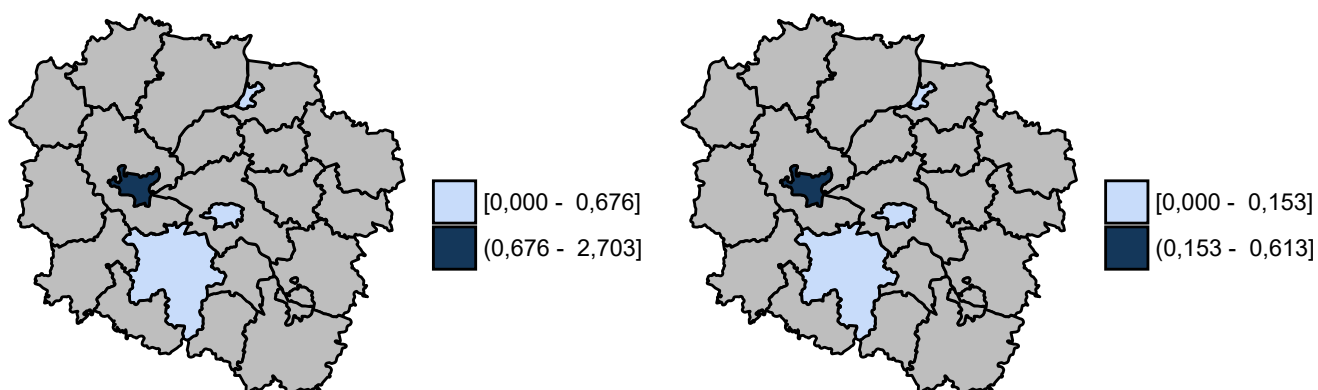 [0,000 - 0,676]
(0,676 - 2,703]
[0,000 - 0,153]
(0,153 - 0,613]